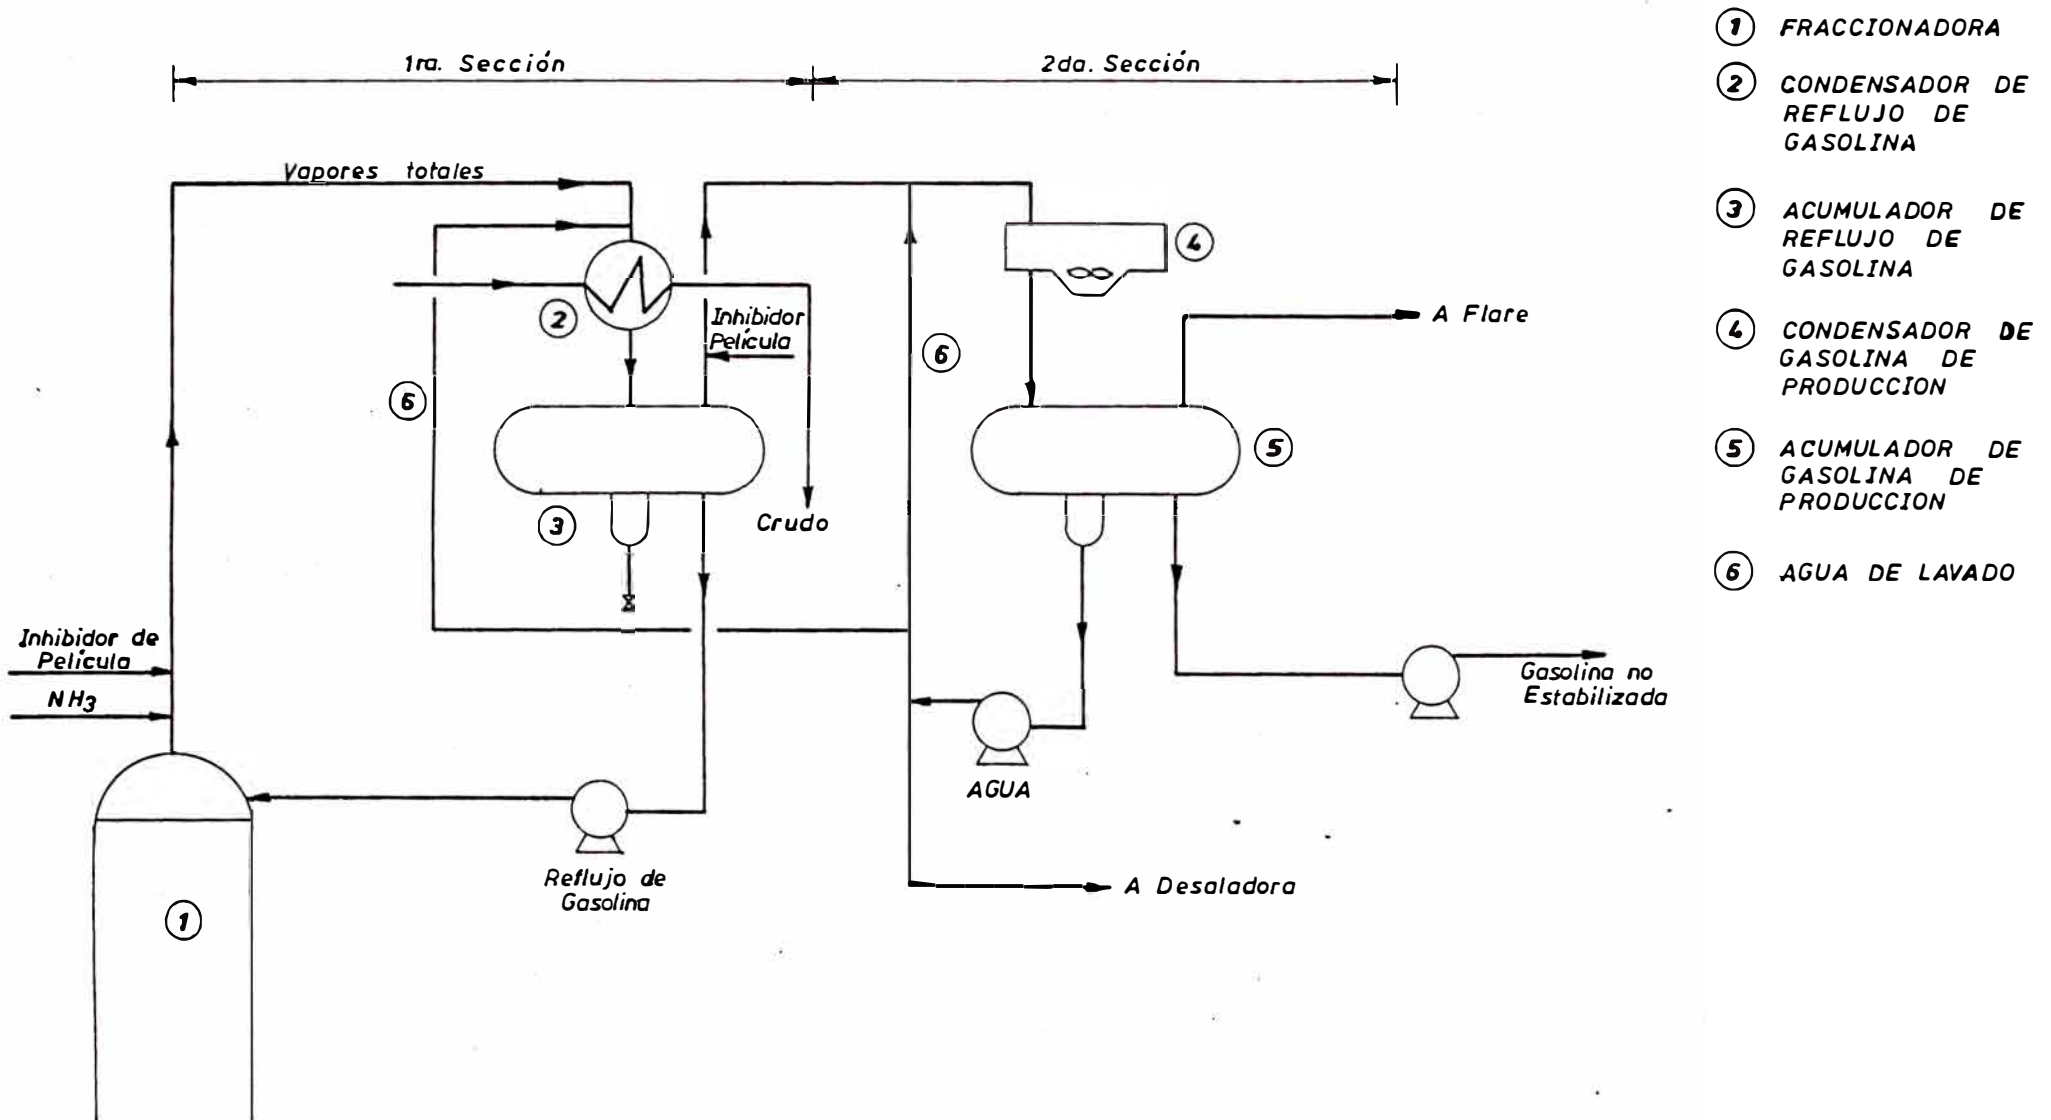 1ra. Sección
2da. Sección
Vapores totales
4
2
Inhibidor
Película
6
6
A Flare
5
3
Crudo
Inhibidor de
Película
NH3
Gasolina no
Estabilizada
AGUA
Reflujo de
Gasolina
A Desaladora
1
1 FRACCIONADORA
2 CONDENSADOR DE
REFLUJO DE
GASOLINA
3 ACUMULADOR DE
REFLUJO DE
GASOLINA
4 CONDENSADOR DE
GASOLINA DE
PRODUCCION
5 ACUMULADOR DE
GASOLINA DE
PRODUCCION
6 AGUA DE LAVADO